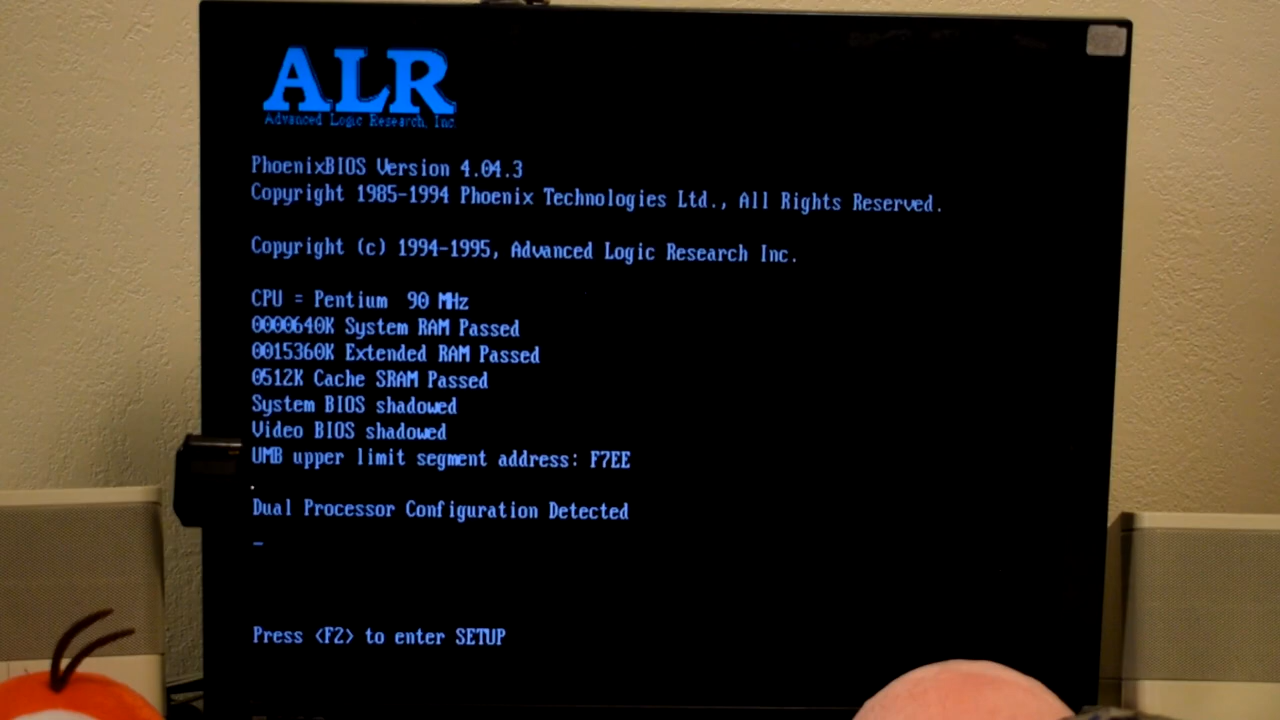 ALR
Advanced Logic Research, Inc.
PhoenixBIOS Version 4.04.3
Copyright 1985-1994 Phoenix Technologies Ltd., All Rights Reserved.
Copyright (c) 1994-1995, Advanced Logic Research Inc.
CPU = Pentium  90 MHz
0000640K System RAM Passed
0015360K Extended RAM Passed
0512K Cache SRAM Passed
System BIOS shadowed
Video BIOS shadowed
UMB upper limit segment address: F7EE
.
Dual Processor Configuration Detected
_
Press <F2> to enter SETUP